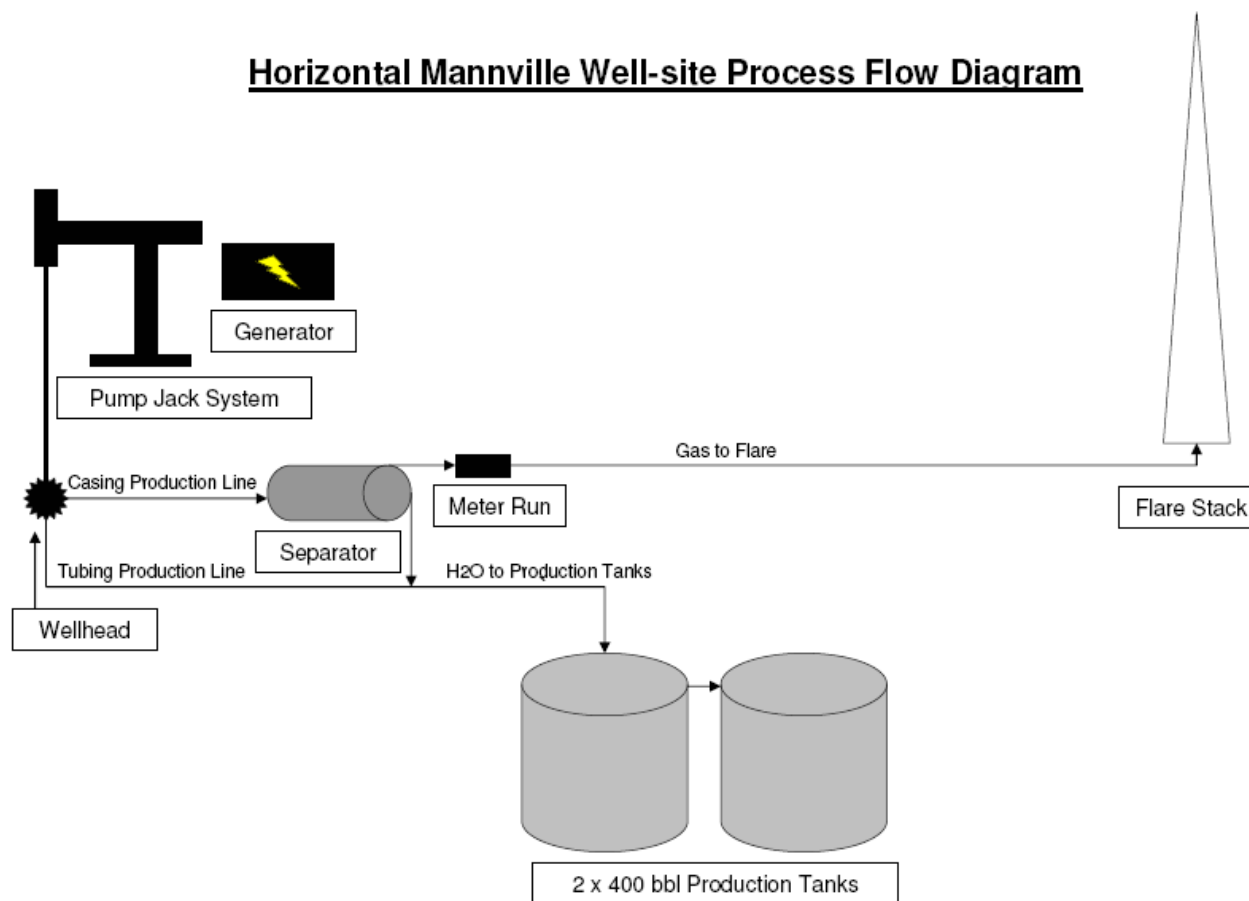 Horizontal Mannville Well-site Process Flow Diagram
Generator
Pump Jack System
Gas to Flare
Casing Production Line
Meter Run
Flare Stack
Separator
Tubing Production Line
H2O to Production Tanks
Wellhead
2 x 400 bbl Production Tanks